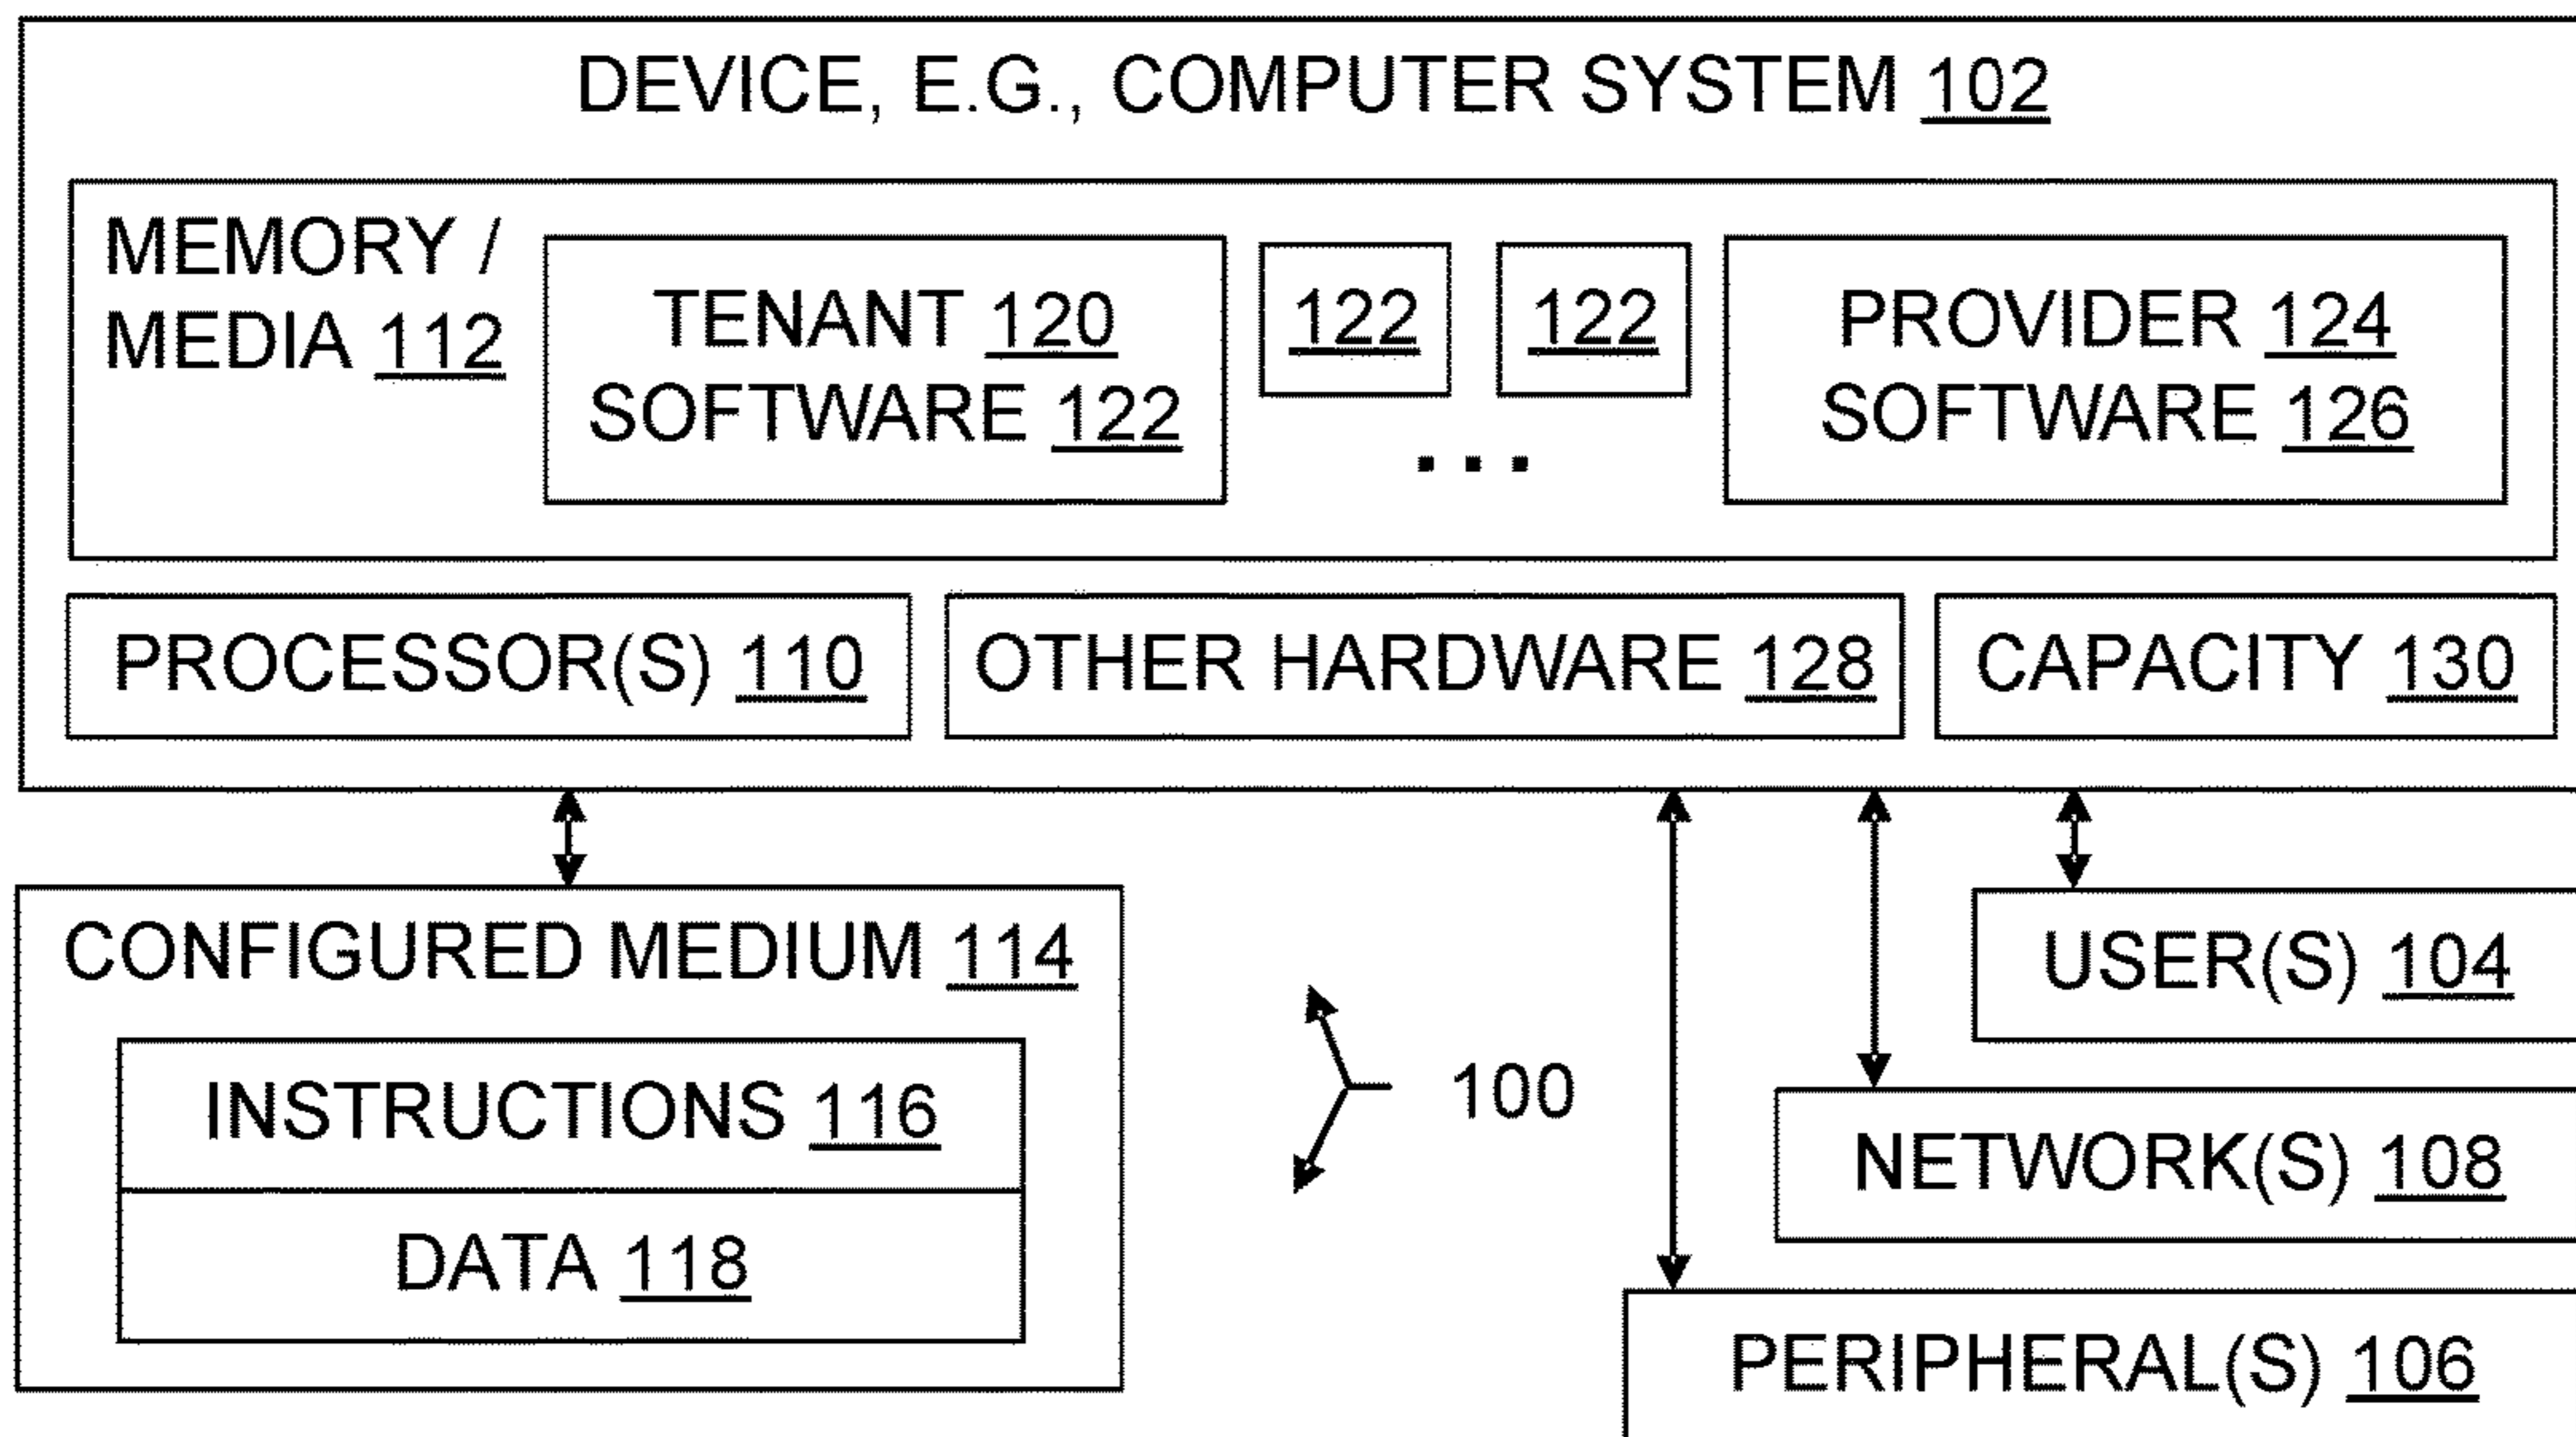 DEVICE, E.G., COMPUTER SYSTEM 102
MEMORY /
MEDIA 112
TENANT 120
SOFTWARE 122
122
122
...
PROVIDER 124
SOFTWARE 126
PROCESSOR(S) 110
OTHER HARDWARE 128
CAPACITY 130
CONFIGURED MEDIUM 114
INSTRUCTIONS 116
DATA 118
100
USER(S) 104
NETWORK(S) 108
PERIPHERAL(S) 106